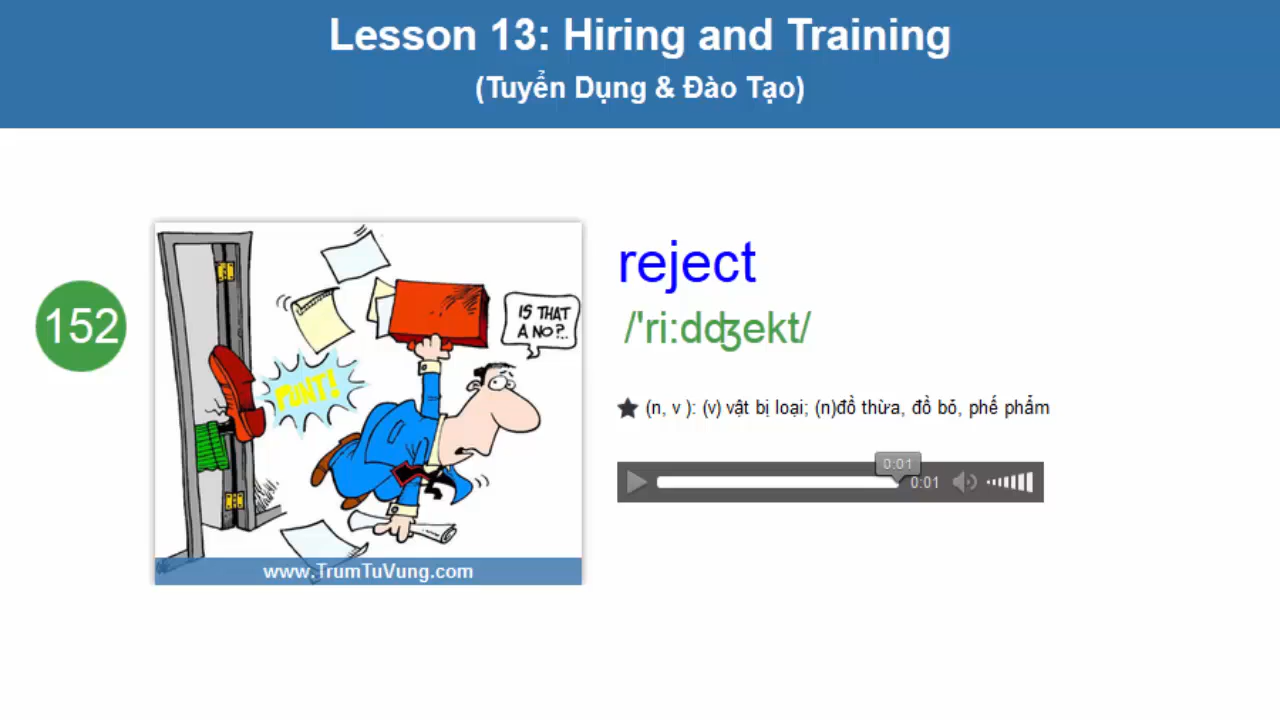 Lesson 13: Hiring and Training
(Tuyển Dụng & Đào Tạo)
152
IS THAT
A NO?..
PUNT!
www.TrumTuVung.com
reject
/'ri:dʤekt/
(n, v ): (v) vật bị loại; (n)đồ thừa, đồ bỏ, phế phẩm
0:01
0:01